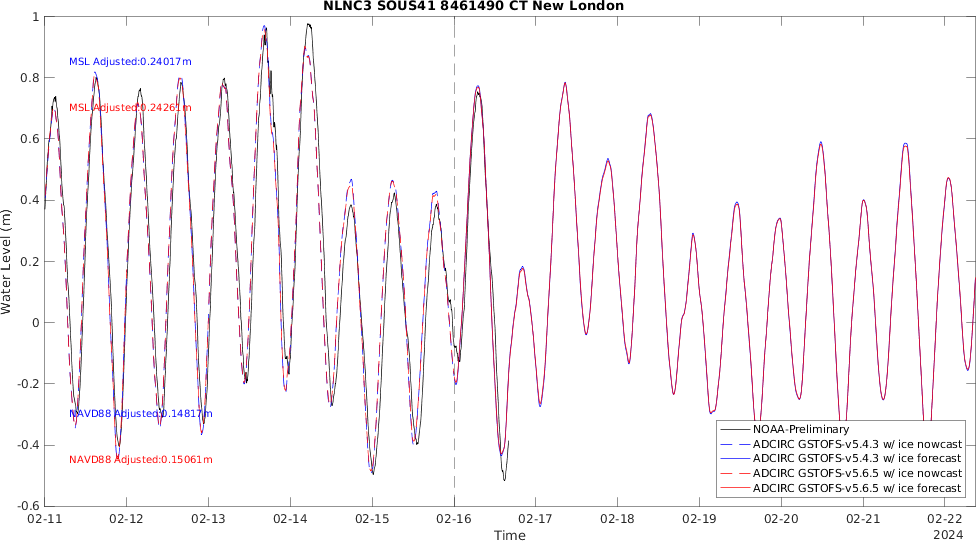 NLNC3 SOUS41 8461490 CT New London
Water Level (m)
1
0.8
0.6
0.4
0.2
0
-0.2
-0.4
-0.6
MSL Adjusted:0.24017m
MSL Adjusted:0.24261m
NAVD88 Adjusted:0.14817m
NAVD88 Adjusted:0.15061m
NOAA-Preliminary
ADCIRC GSTOFS-v5.4.3 w/ ice nowcast
ADCIRC GSTOFS-v5.4.3 w/ ice forecast
ADCIRC GSTOFS-v5.6.5 w/ ice nowcast
ADCIRC GSTOFS-v5.6.5 w/ ice forecast
02-11 02-12 02-13 02-14 02-15 02-16 02-17 02-18 02-19 02-20 02-21 02-22
2024
Time